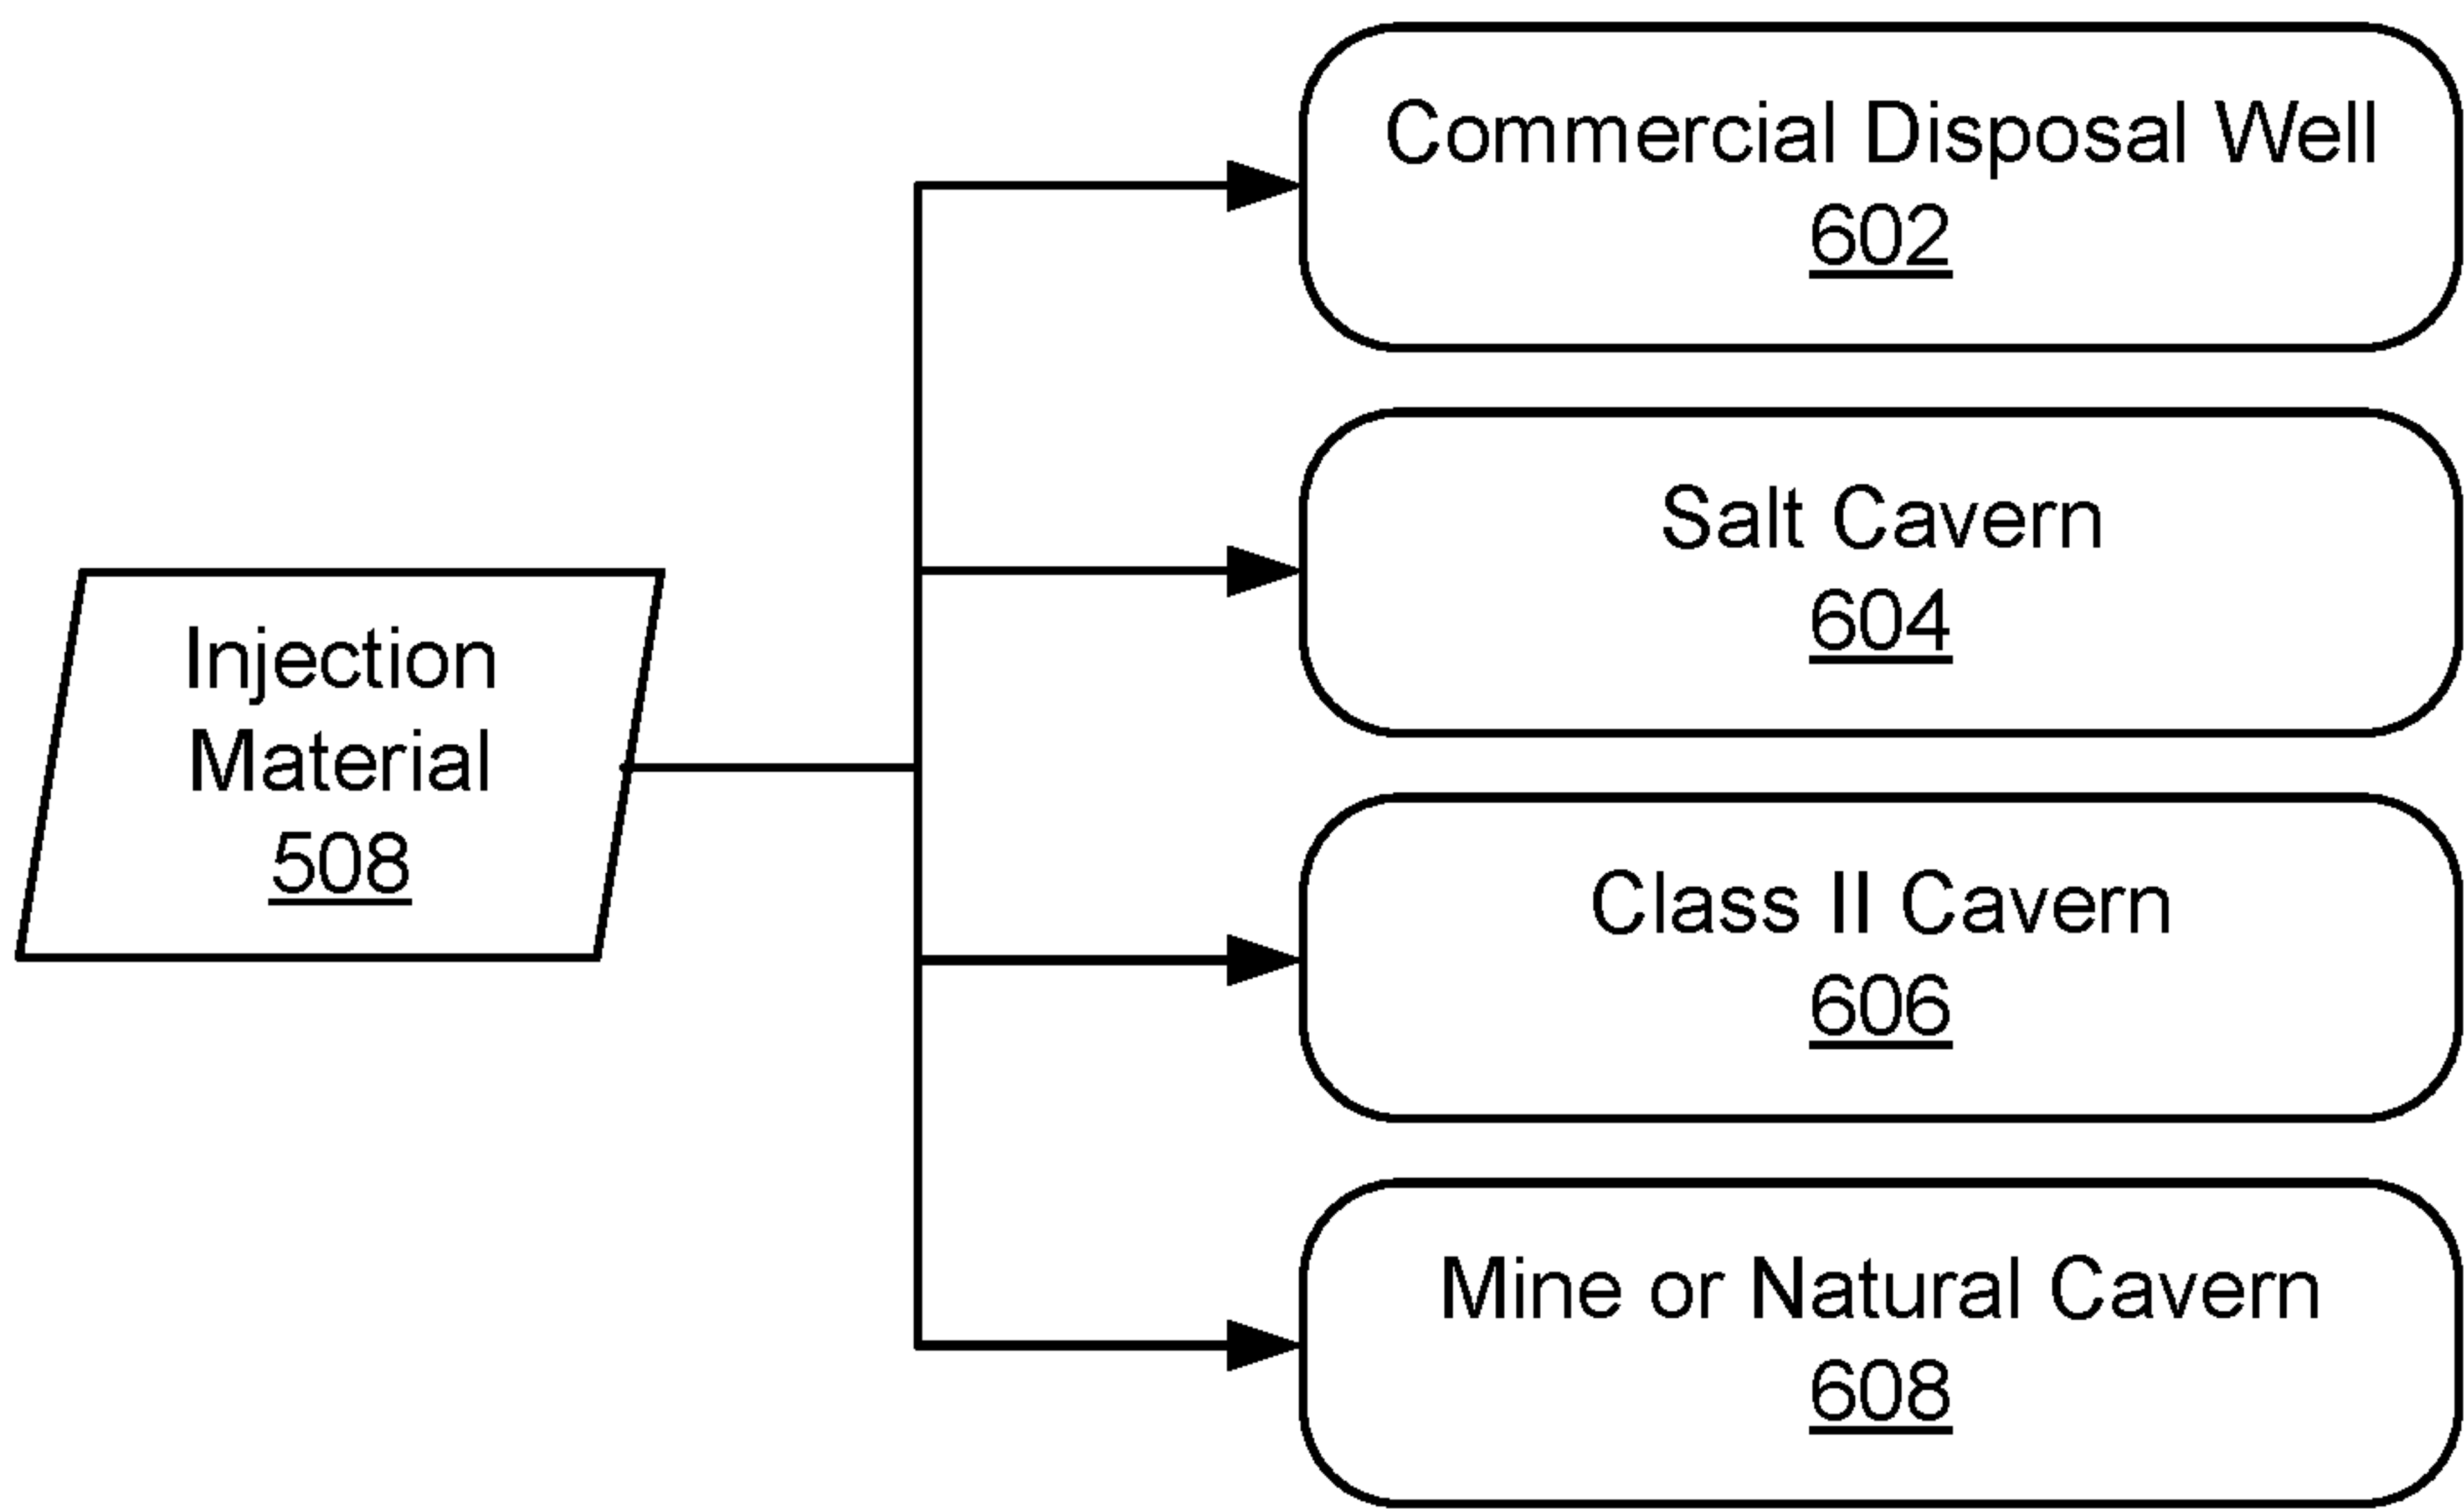 Commercial Disposal Well
602
Salt Cavern
604
Injection
Material
508
Class II Cavern
606
Mine or Natural Cavern
608